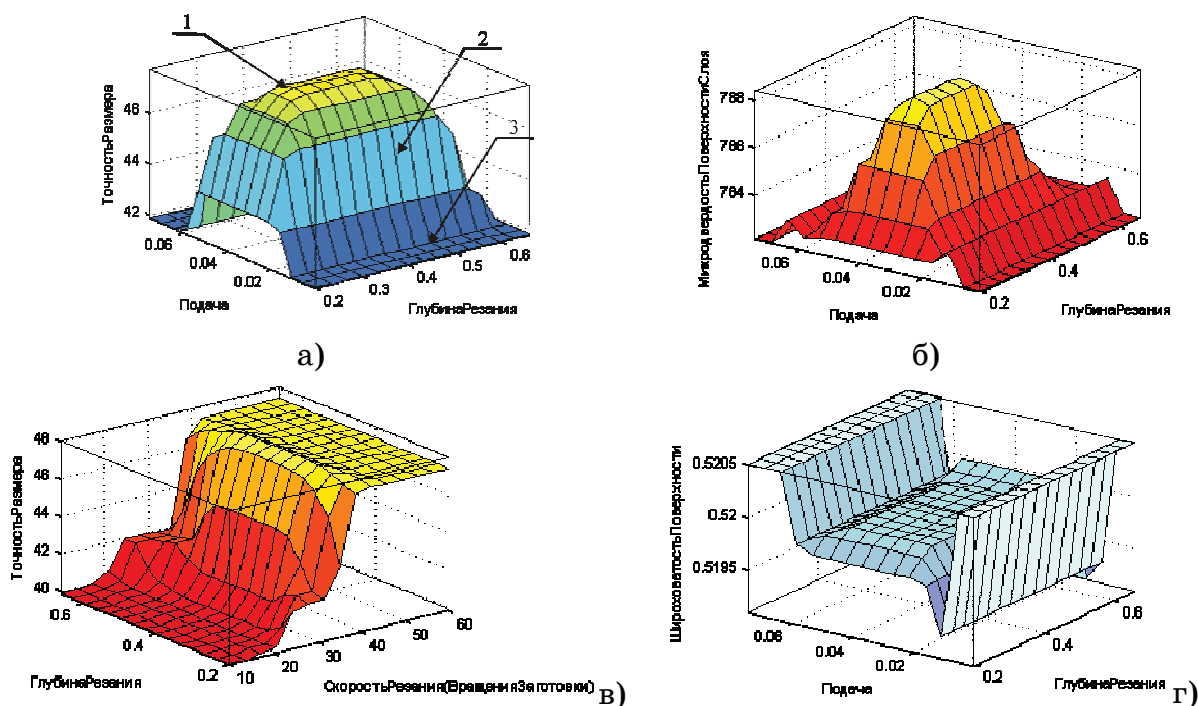 1
2
3
ТочностьРазмера
46
44
42
0.06
0.04
0.02
Подача
0.2
0.3
0.4
0.5
0.6
ГлубинаРезания
а)
МикродвердостьПоверхностиСлоя
768
766
764
0.06
0.04
0.02
Подача
0.2
0.4
0.6
ГлубинаРезания
б)
ТочностьРазмера
48
46
44
42
40
0.6
0.4
0.2
ГлубинаРезания
10
20
30
40
50
60
СкоростьРезания(ВращенияЗаготовки)
в)
ШироховетостьПоверхности
0.5205
0.52
0.5195
0.06
0.04
0.02
Подача
0.2
0.4
0.6
ГлубинаРезания
г)